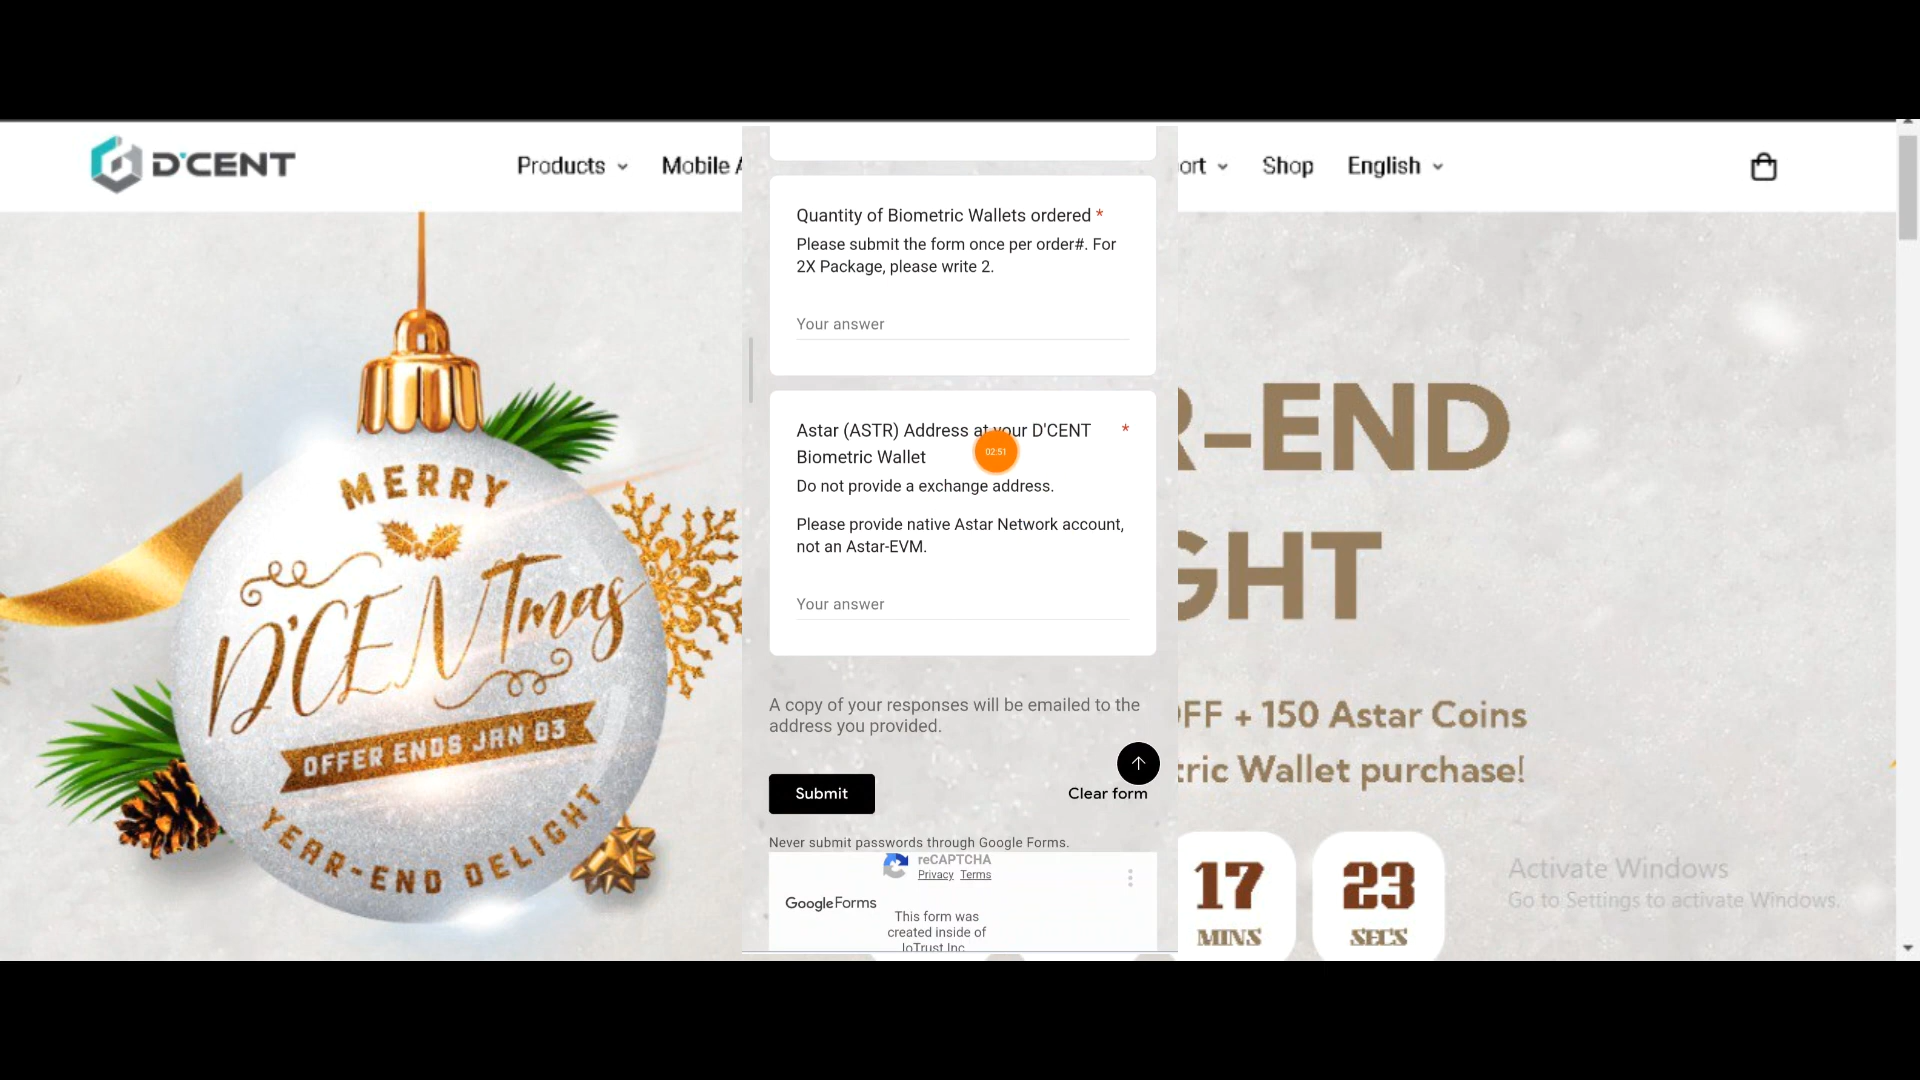 D'CENT
Products
Mobile A
ort
Shop
English
MERRY
D'CENTmas
OFFER ENDS JAN 03
YEAR-END DELIGHT
Quantity of Biometric Wallets ordered *
Please submit the form once per order#. For
2X Package, please write 2.
Your answer
Astar (ASTR) Address at your D'CENT *
Biometric Wallet
02:51
Do not provide a exchange address.
Please provide native Astar Network account,
not an Astar-EVM.
Your answer
A copy of your responses will be emailed to the
address you provided.
Submit
Clear form
Never submit passwords through Google Forms.
reCAPTCHA
Privacy Terms
Google Forms
This form was
created inside of
IoTrust Inc
R-END
GHT
OFF + 150 Astar Coins
tric Wallet purchase!
17
MINS
23
SECS
Activate Windows
Go to Settings to activate Windows.